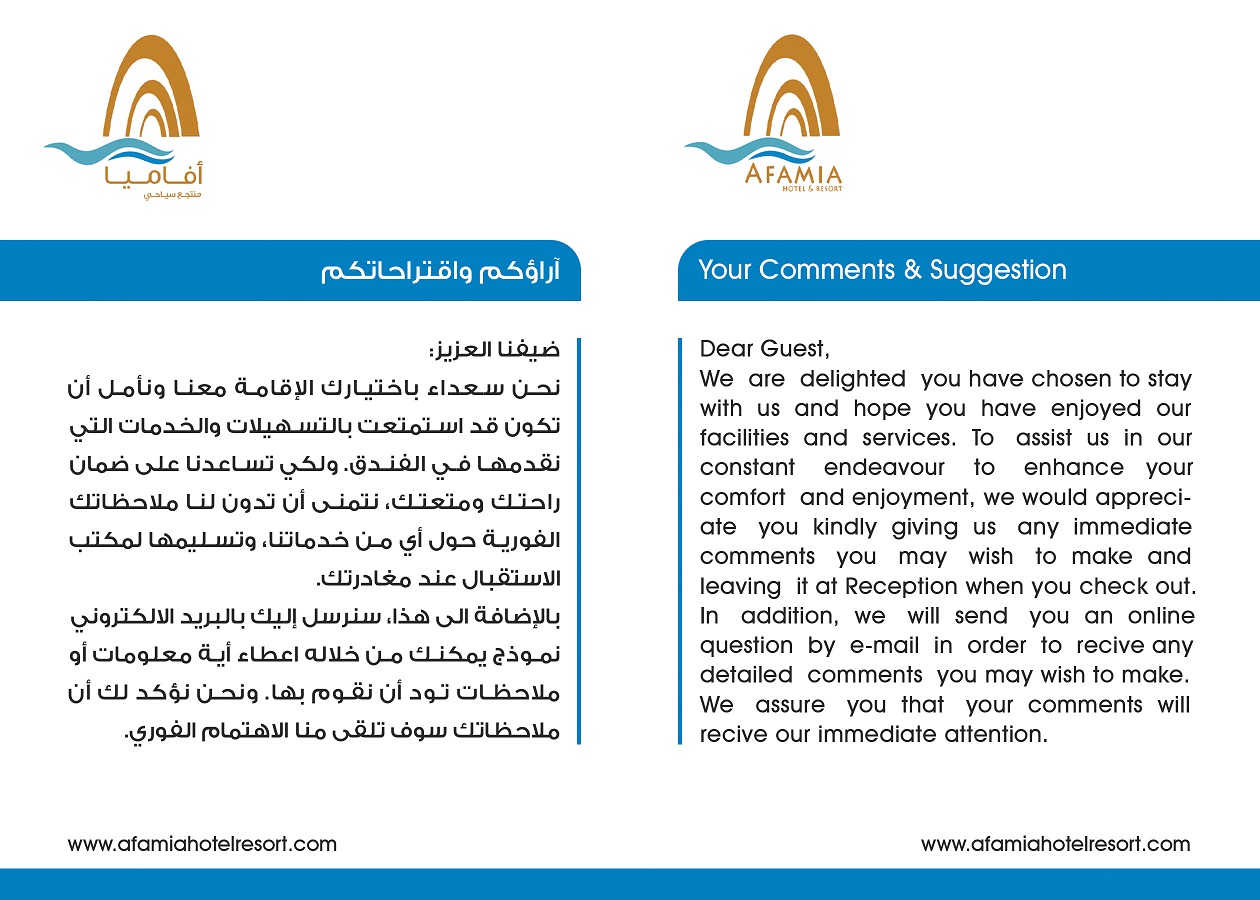 أفاميا
منتجع سياحي
آراؤكم واقتراحاتكم
ضيفنا العزيز:
نحن سعداء باختيارك الإقامة معنا ونأمل أن
تكون قد استمتعت بالتسهيلات والخدمات التي
نقدمها في الفندق. ولكي تساعدنا على ضمان
راحتك ومتعتك، نتمنى أن تدون لنا ملاحظاتك
الفورية حول أي من خدماتنا، وتسليمها لمكتب
الاستقبال عند مغادرتك.
بالإضافة الى هذا، سنرسل إليك بالبريد الالكتروني
نموذج يمكنك من خلاله اعطاء أية معلومات أو
ملاحظات تود أن نقوم بها. ونحن نؤكد لك أن
ملاحظاتك سوف تلقى منا الاهتمام الفوري.
www.afamiahotelresort.com
AFAMIA
HOTEL & RESORT
Your Comments & Suggestion
Dear Guest,
We are delighted you have chosen to stay
with us and hope you have enjoyed our
facilities and services. To assist us in our
constant endeavour to enhance your
comfort and enjoyment, we would appreci-
ate you kindly giving us any immediate
comments you may wish to make and
leaving it at Reception when you check out.
In addition, we will send you an online
question by e-mail in order to recive any
detailed comments you may wish to make.
We assure you that your comments will
recive our immediate attention.
www.afamiahotelresort.com